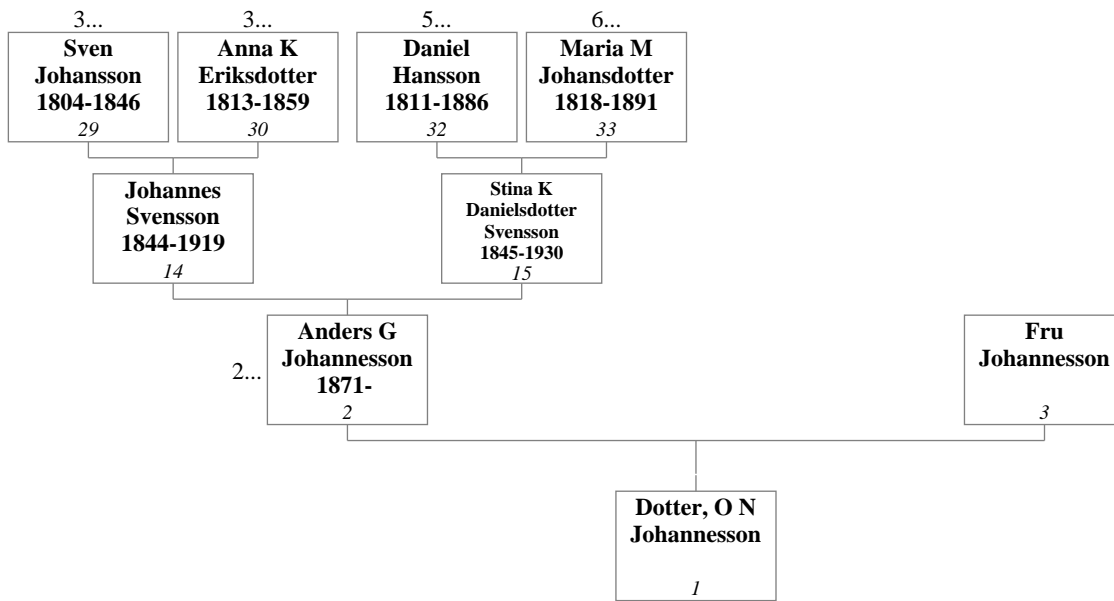 3...
3...
5...
6...
Sven
Johansson
1804-1846
29
Anna K
Eriksdotter
1813-1859
30
Daniel
Hansson
1811-1886
32
Maria M
Johansdotter
1818-1891
33
Johannes
Svensson
1844-1919
14
Stina K
Danielsdotter
Svensson
1845-1930
15
2...
Anders G
Johannesson
1871-
2
Fru
Johannesson
3
Dotter, O N
Johannesson
1